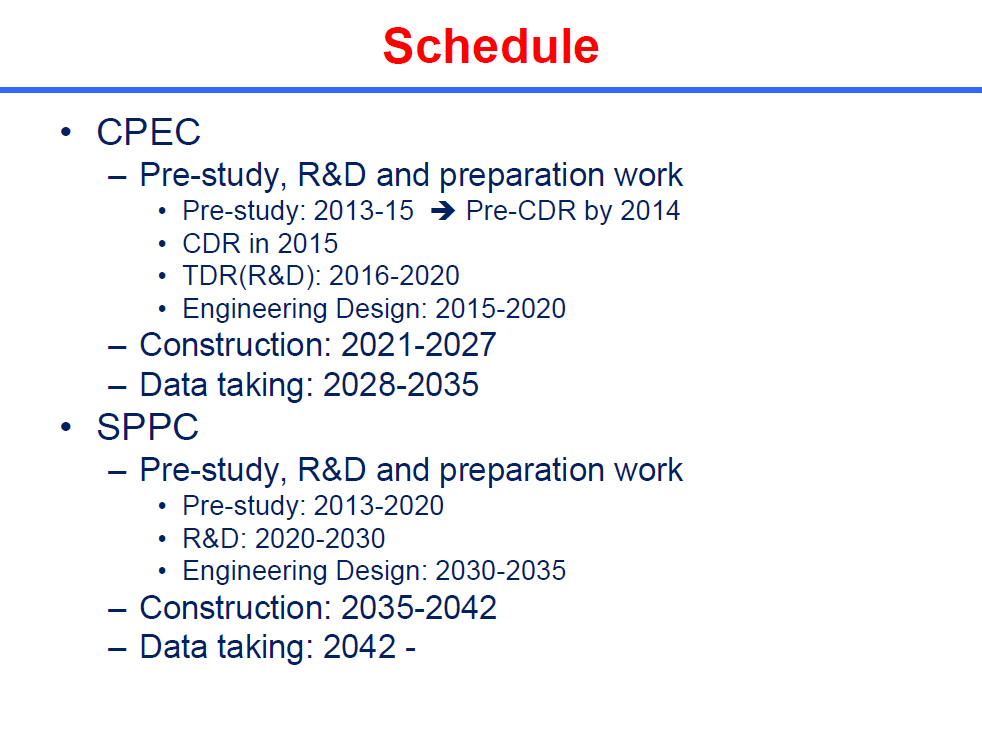 Schedule
• CPEC
– Pre-study, R&D and preparation work
• Pre-study: 2013-15 ➔ Pre-CDR by 2014
• CDR in 2015
• TDR(R&D): 2016-2020
• Engineering Design: 2015-2020
– Construction: 2021-2027
– Data taking: 2028-2035
• SPPC
– Pre-study, R&D and preparation work
• Pre-study: 2013-2020
• R&D: 2020-2030
• Engineering Design: 2030-2035
– Construction: 2035-2042
– Data taking: 2042 -